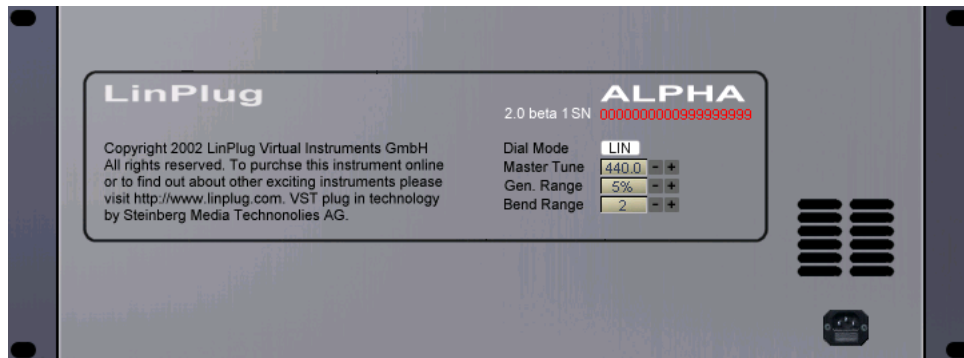 LinPlug
ALPHA
2.0 beta 1 SN 0000000000999999999
Copyright 2002 LinPlug Virtual Instruments GmbH
All rights reserved. To purchse this instrument online
or to find out about other exciting instruments please
visit http://www.linplug.com. VST plug in technology
by Steinberg Media Technonolies AG.
Dial Mode LIN
Master Tune 440.0 - +
Gen. Range 5% - +
Bend Range 2 - +